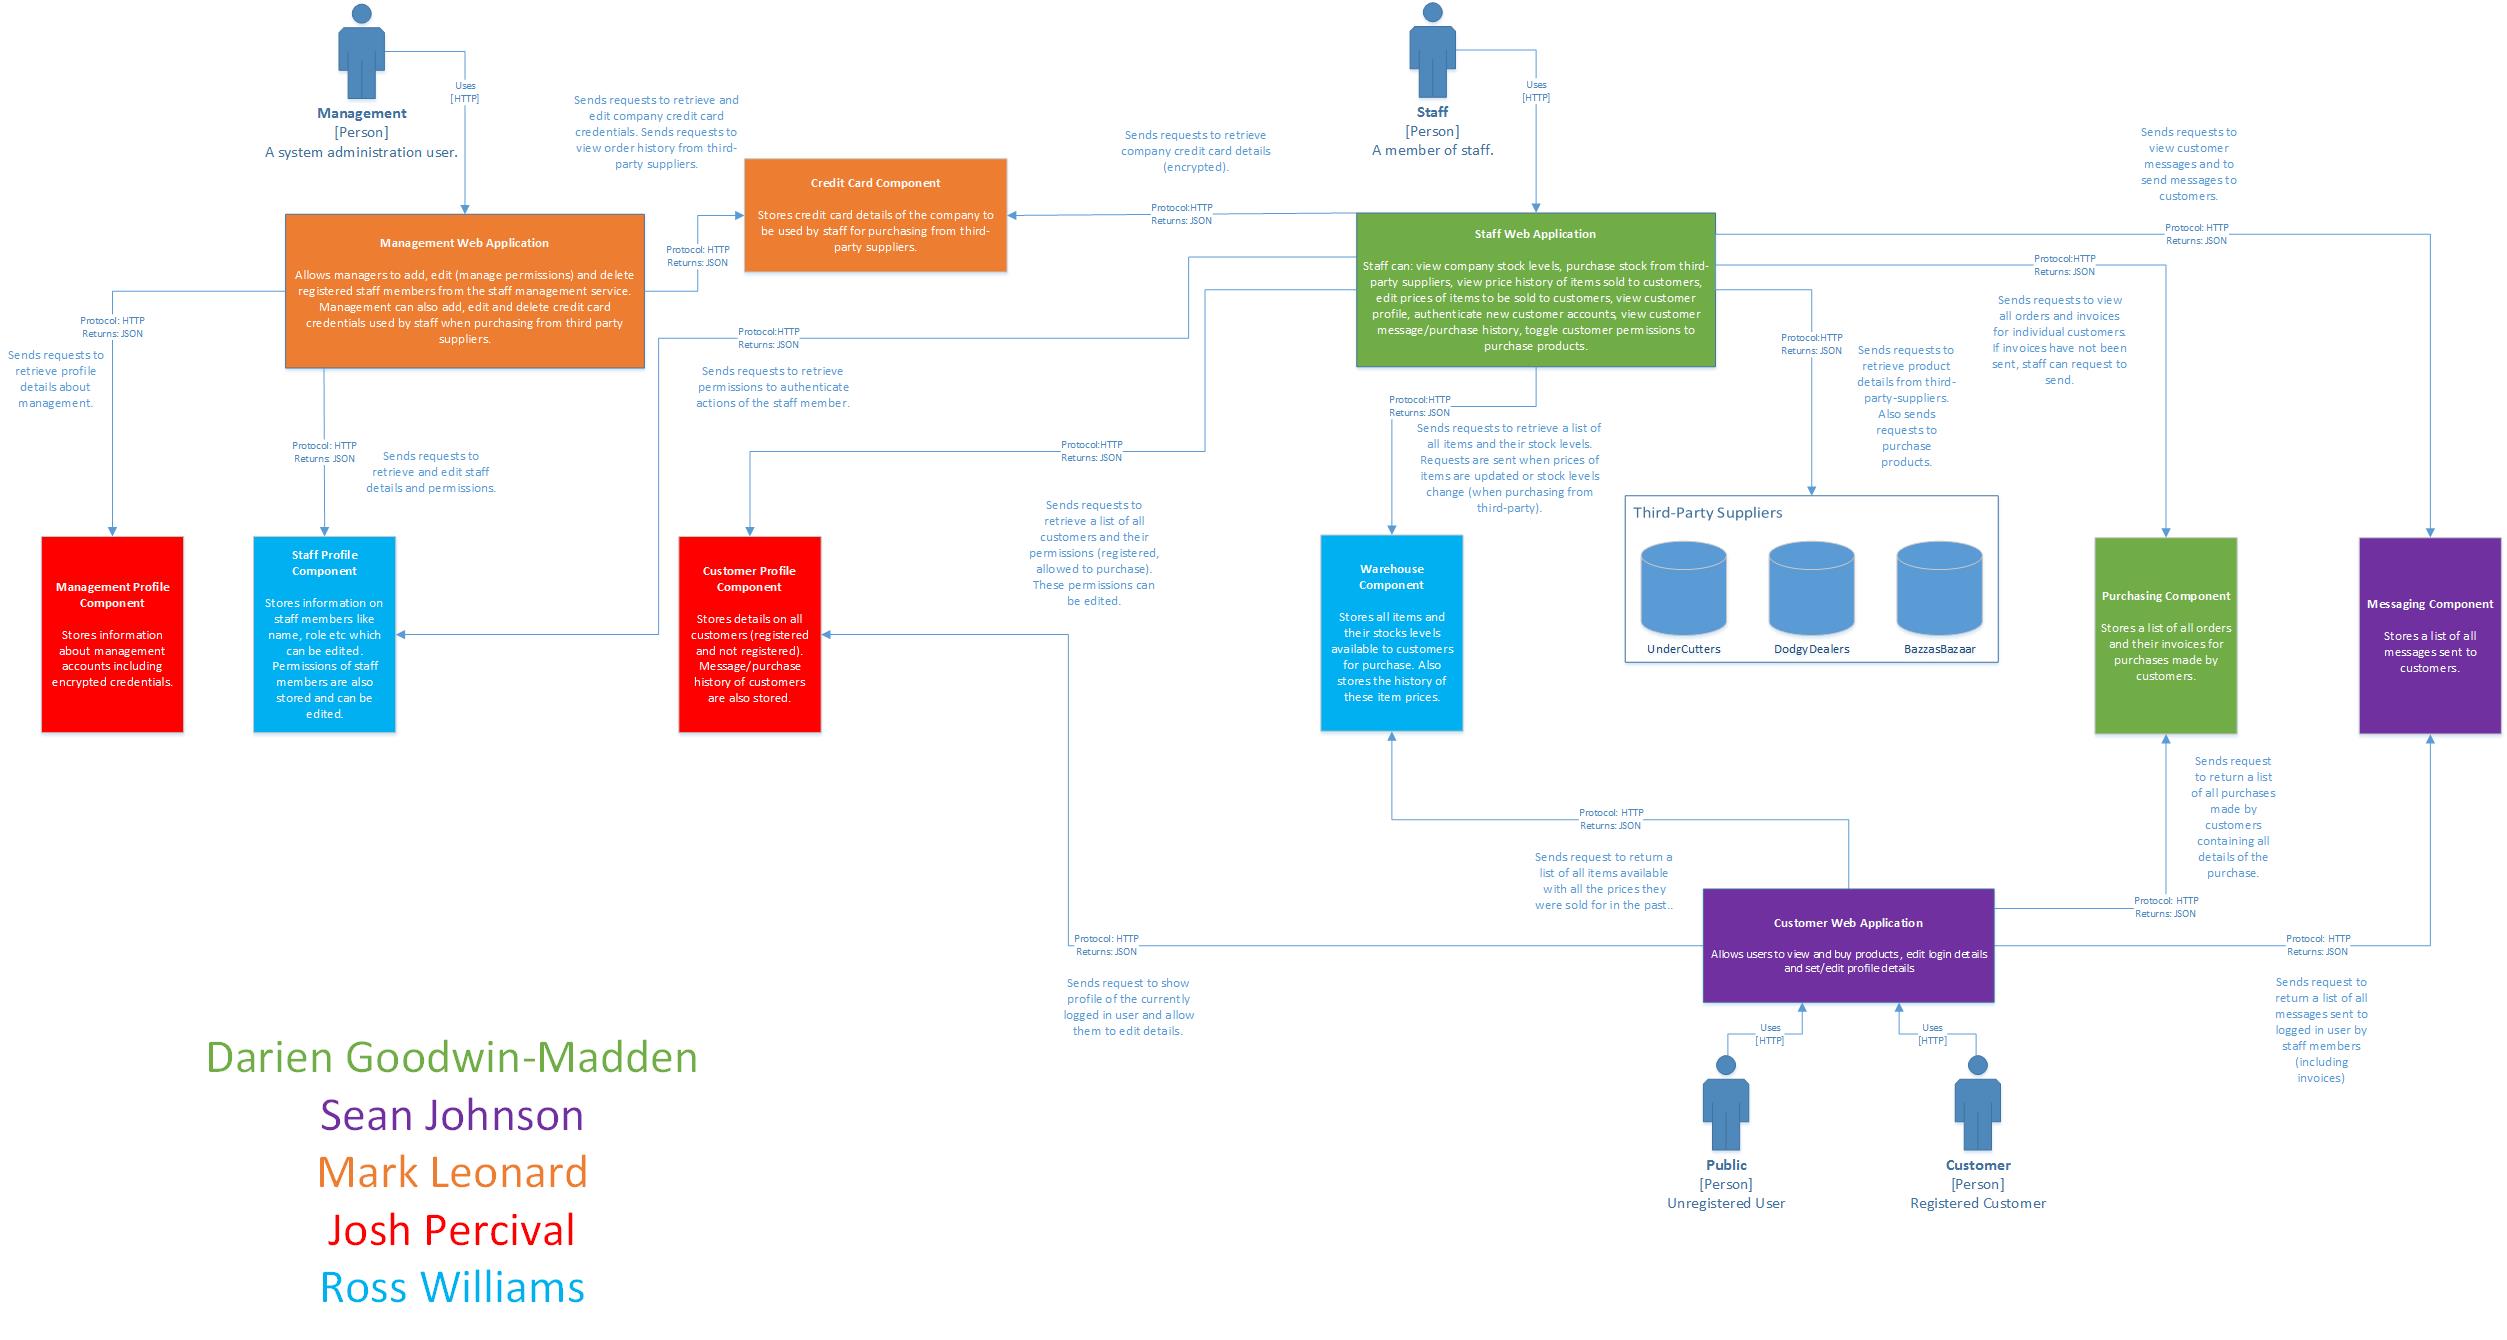 Management
[Person]
A system administration user.
Uses
[HTTP]
Sends requests to retrieve and
edit company credit card
credentials. Sends requests to
view order history from third-
party suppliers.
Credit Card Component
Stores credit card details of the company to
be used by staff for purchasing from third-
party suppliers.
Sends requests to retrieve
company credit card details
(encrypted).
Protocol:HTTP
Returns: JSON
Staff
[Person]
A member of staff.
Uses
[HTTP]
Sends requests to
view customer
messages and to
send messages to
customers.
Protocol:HTTP
Returns: JSON
Management Web Application
Allows managers to add, edit (manage permissions) and delete
registered staff members from the staff management service.
Management can also add, edit and delete credit card
credentials used by staff when purchasing from third party
suppliers.
Protocol: HTTP
Returns: JSON
Staff Web Application
Staff can: view company stock levels, purchase stock from third-
party suppliers, view price history of items sold to customers,
edit prices of items to be sold to customers, view customer
profile, authenticate new customer accounts, view customer
message/purchase history, toggle customer permissions to
purchase products.
Protocol:HTTP
Returns: JSON
Sends requests to view
all orders and invoices
for individual customers.
If invoices have not been
sent, staff can request to
send.
Protocol: HTTP
Returns: JSON
Sends requests to
retrieve profile
details about
management.
Protocol:HTTP
Returns: JSON
Sends requests to retrieve
permissions to authenticate
actions of the staff member.
Protocol:HTTP
Returns: JSON
Sends requests to
retrieve product
details from third-
party-suppliers.
Also sends
requests to
purchase
products.
Protocol: HTTP
Returns: JSON
Sends requests to
retrieve and edit staff
details and permissions.
Protocol:HTTP
Returns: JSON
Sends requests to
retrieve a list of all
customers and their
permissions (registered,
allowed to purchase).
These permissions can
be edited.
Protocol:HTTP
Returns: JSON
Sends requests to retrieve a list of
all items and their stock levels.
Requests are sent when prices of
items are updated or stock levels
change (when purchasing from
third-party).
Third-Party Suppliers
UnderCutters
DodgyDealers
BazzasBazaar
Management Profile
Component
Stores information
about management
accounts including
encrypted credentials.
Staff Profile
Component
Stores information on
staff members like
name, role etc which
can be edited.
Permissions of staff
members are also
stored and can be
edited.
Customer Profile
Component
Stores details on all
customers (registered
and not registered).
Message/purchase
history of customers
are also stored.
Warehouse
Component
Stores all items and
their stocks levels
available to customers
for purchase. Also
stores the history of
these item prices.
Purchasing Component
Stores a list of all orders
and their invoices for
purchases made by
customers.
Messaging Component
Stores a list of all
messages sent to
customers.
Sends request
to return a list
of all purchases
made by
customers
containing all
details of the
purchase.
Protocol: HTTP
Returns: JSON
Protocol: HTTP
Returns: JSON
Sends request to return a
list of all items available
with all the prices they
were sold for in the past..
Customer Web Application
Allows users to view and buy products , edit login details
and set/edit profile details
Protocol: HTTP
Returns: JSON
Sends request to show
profile of the currently
logged in user and allow
them to edit details.
Protocol: HTTP
Returns: JSON
Sends request to
return a list of all
messages sent to
logged in user by
staff members
(including
invoices)
Uses
[HTTP]
Uses
[HTTP]
Public
[Person]
Unregistered User
Customer
[Person]
Registered Customer
Darien Goodwin-Madden
Sean Johnson
Mark Leonard
Josh Percival
Ross Williams